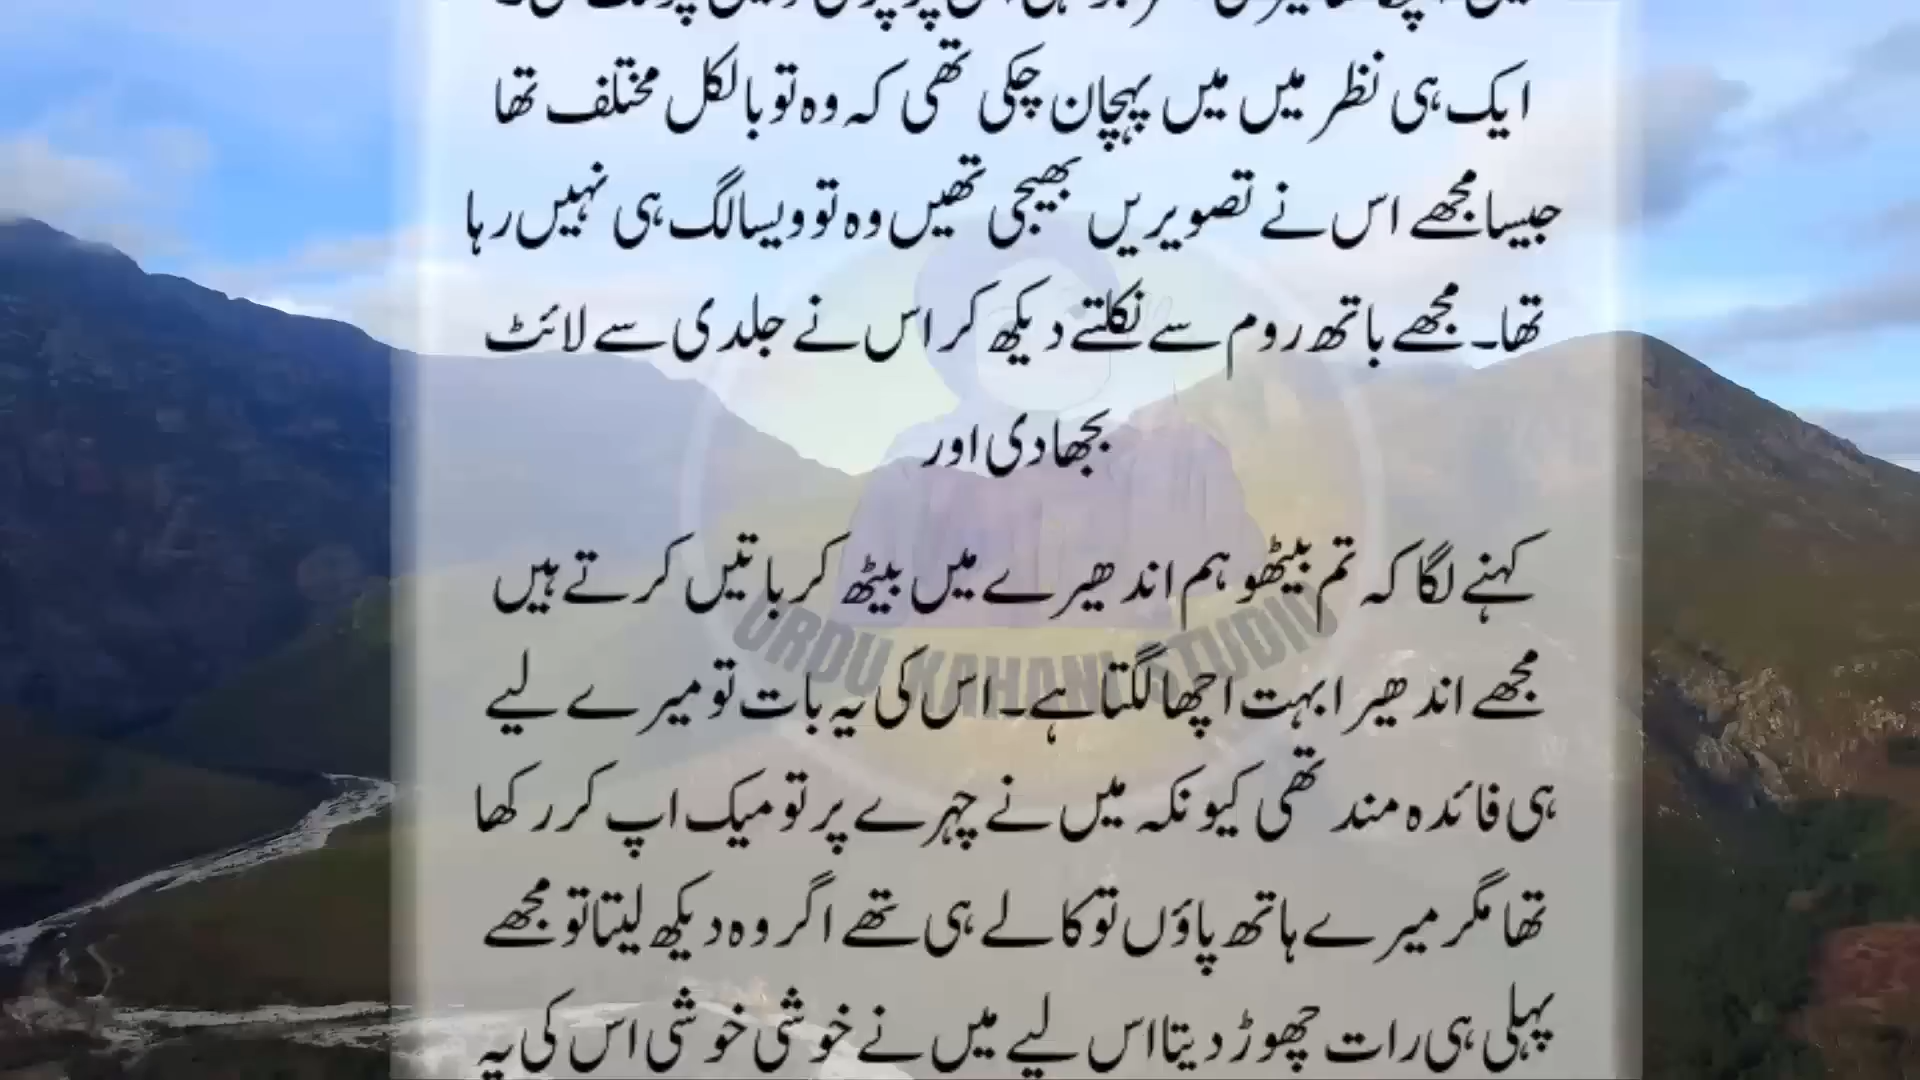 ایک ہی نظر میں میں پہچان چکی تھی کہ وہ تو بالکل مختلف تھا
جیسا مجھے اس نے تصویریں بھیجی تھیں وہ تو ویسا لگ ہی نہیں رہا
تھا۔ مجھے باتھ روم سے نکلتے دیکھ کر اس نے جلدی سے لائٹ
بجھا دی اور
کہنے لگا کہ تم بیٹھو ہم اندھیرے میں بیٹھ کر باتیں کرتے ہیں
مجھے اندھیرا بہت اچھا لگتا ہے۔ اس کی یہ بات تو میرے لیے
ہی فائدہ مند تھی کیونکہ میں نے چہرے پر تو میک اپ کر رکھا
تھا مگر میرے ہاتھ پاؤں تو کالے ہی تھے اگر وہ دیکھ لیتا تو مجھے
پہلی ہی رات چھوڑ دیتا اس لیے میں نے خوشی خوشی اس کی یہ
URDU KAHANI STUDIO